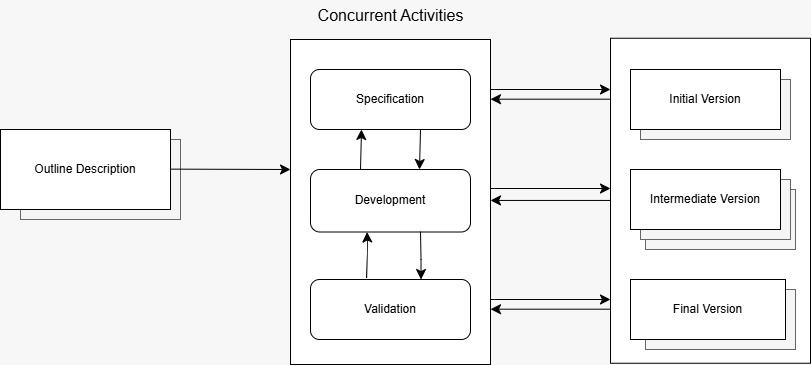 Concurrent Activities
Specification
Initial Version
Outline Description
Development
Intermediate Version
Validation
Final Version